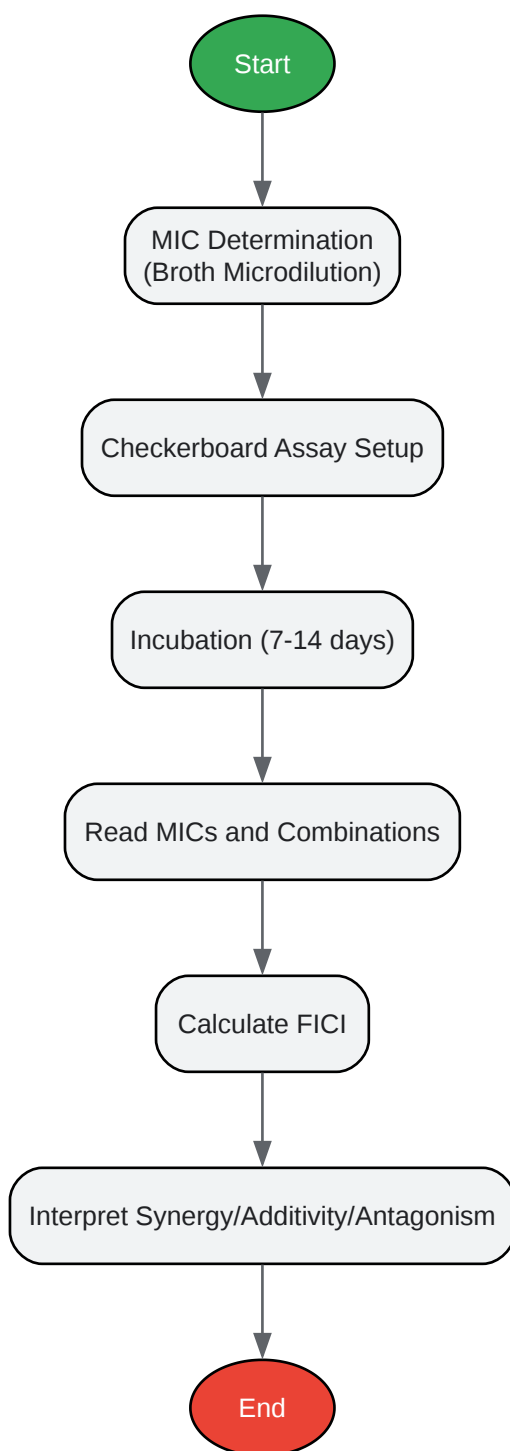 Start
MIC Determination
(Broth Microdilution)
Checkerboard Assay Setup
Incubation (7-14 days)
Read MICs and Combinations
Calculate FICI
Interpret Synergy/Additivity/Antagonism
End